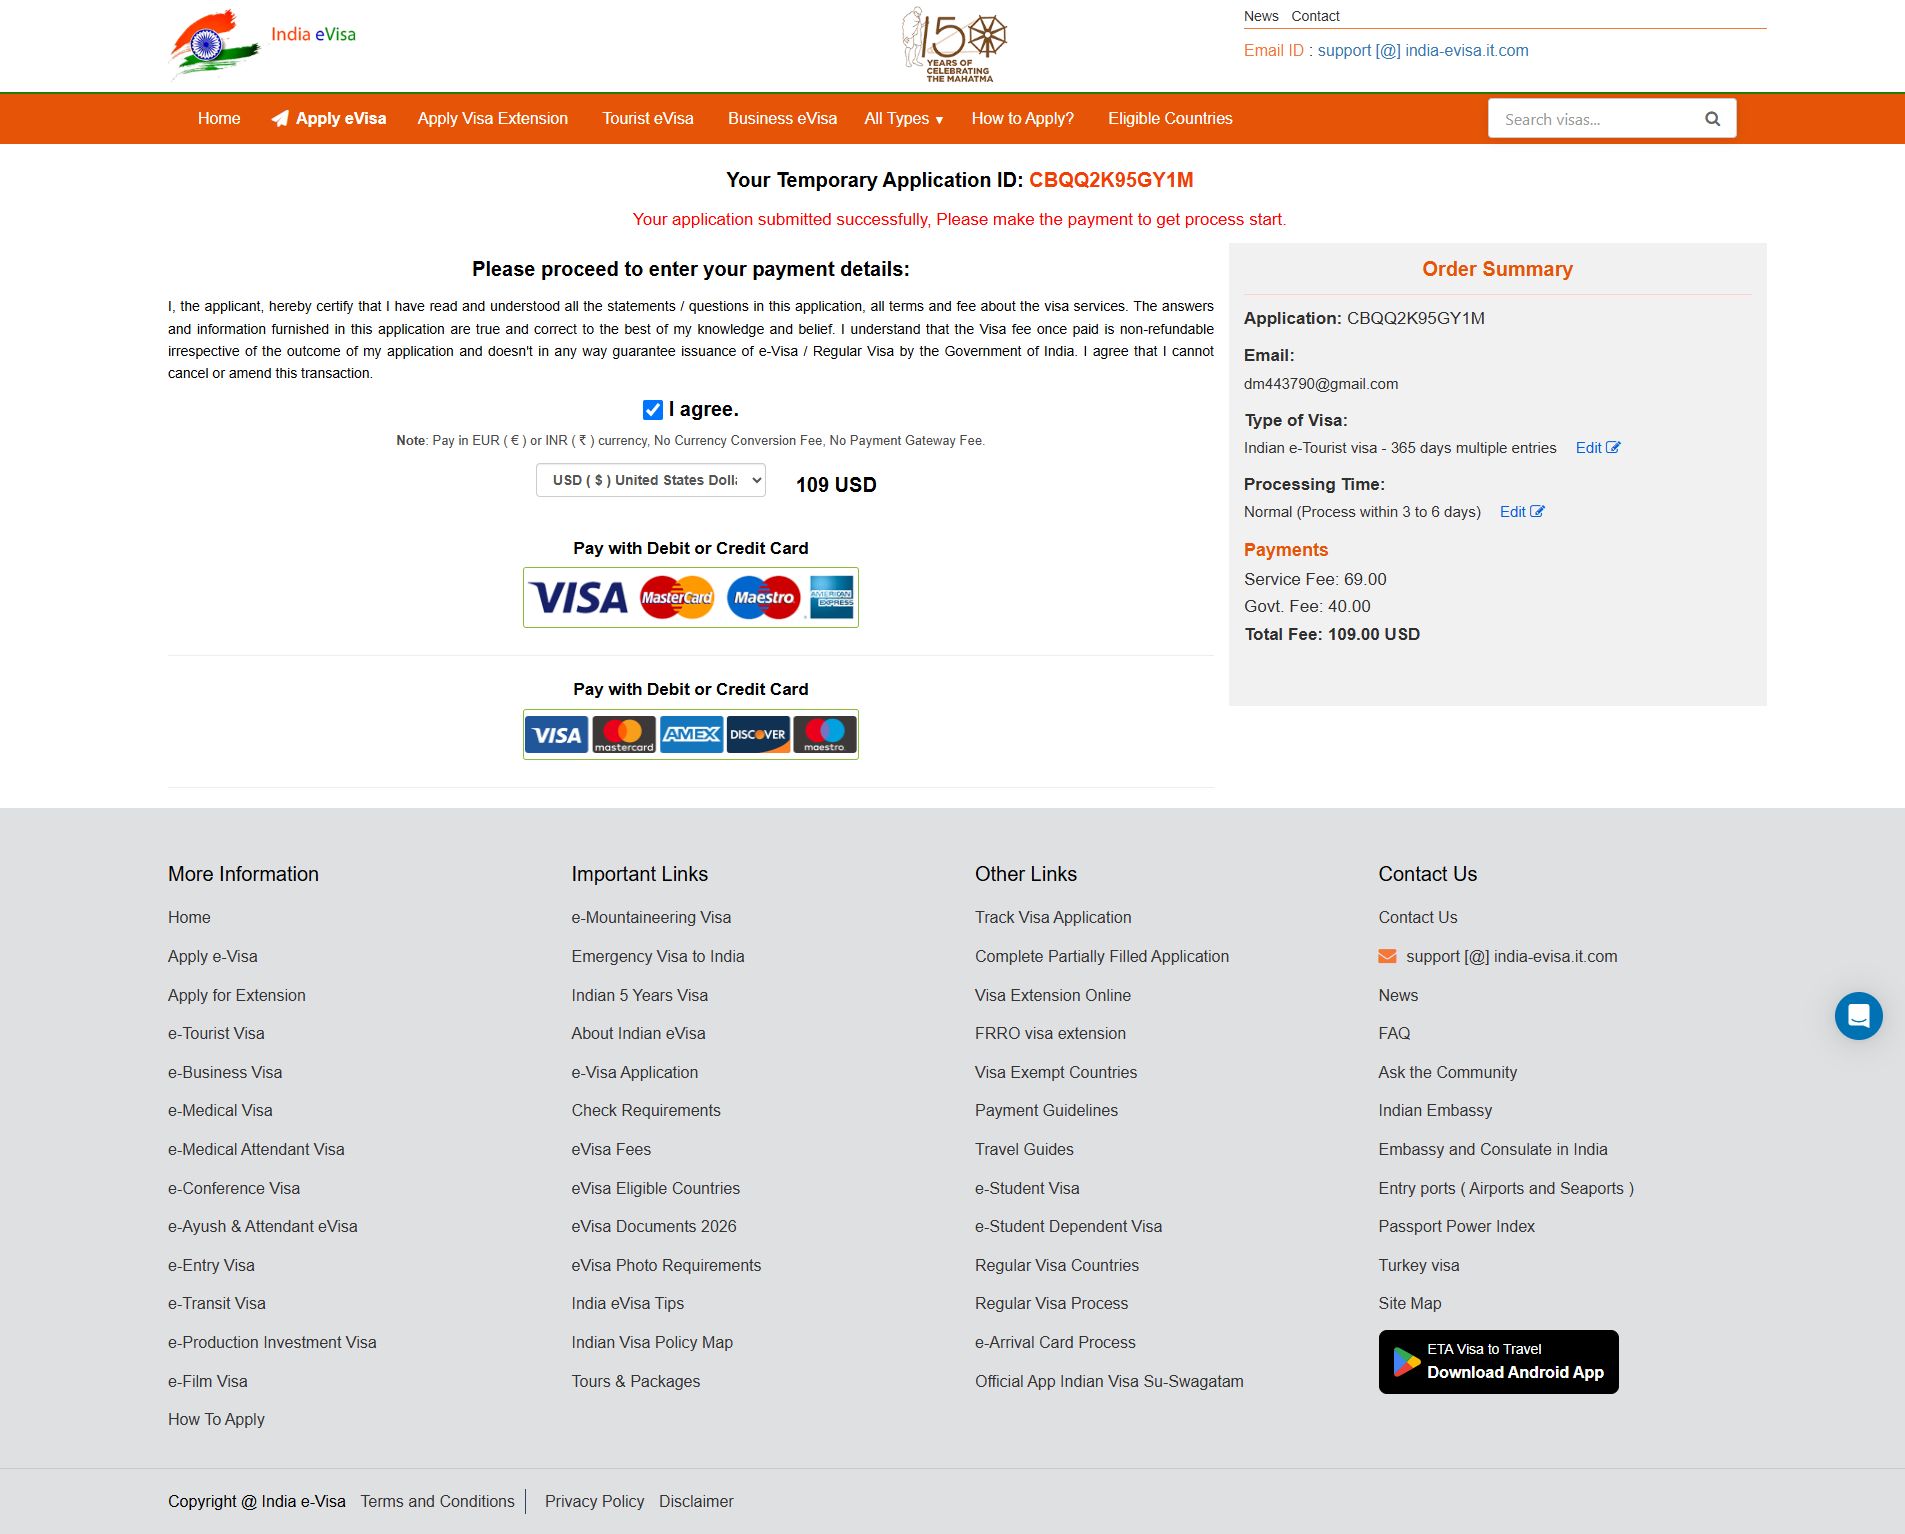 India eVisa
150
YEARS OF
CELEBRATING
THE MAHATMA
News Contact
Email ID : support [@] india-evisa.it.com
Home Apply eVisa Apply Visa Extension Tourist eVisa Business eVisa All Types ▼ How to Apply? Eligible Countries Search visas...
Your Temporary Application ID: CBQQ2K95GY1M
Your application submitted successfully, Please make the payment to get process start.
Please proceed to enter your payment details:
I, the applicant, hereby certify that I have read and understood all the statements / questions in this application, all terms and fee about the visa services. The answers
and information furnished in this application are true and correct to the best of my knowledge and belief. I understand that the Visa fee once paid is non-refundable
irrespective of the outcome of my application and doesn't in any way guarantee issuance of e-Visa / Regular Visa by the Government of India. I agree that I cannot
cancel or amend this transaction.
I agree.
Note: Pay in EUR ( € ) or INR ( ₹ ) currency, No Currency Conversion Fee, No Payment Gateway Fee.
USD ( $ ) United States Doll
109 USD
Pay with Debit or Credit Card
VISA MasterCard Maestro AMERICAN EXPRESS
Pay with Debit or Credit Card
VISA mastercard AMEX DISCOVER maestro
Order Summary
Application: CBQQ2K95GY1M
Email:
dm443790@gmail.com
Type of Visa:
Indian e-Tourist visa - 365 days multiple entries Edit
Processing Time:
Normal (Process within 3 to 6 days) Edit
Payments
Service Fee: 69.00
Govt. Fee: 40.00
Total Fee: 109.00 USD
More Information
Home
Apply e-Visa
Apply for Extension
e-Tourist Visa
e-Business Visa
e-Medical Visa
e-Medical Attendant Visa
e-Conference Visa
e-Ayush & Attendant eVisa
e-Entry Visa
e-Transit Visa
e-Production Investment Visa
e-Film Visa
How To Apply
Important Links
e-Mountaineering Visa
Emergency Visa to India
Indian 5 Years Visa
About Indian eVisa
e-Visa Application
Check Requirements
eVisa Fees
eVisa Eligible Countries
eVisa Documents 2026
eVisa Photo Requirements
India eVisa Tips
Indian Visa Policy Map
Tours & Packages
Other Links
Track Visa Application
Complete Partially Filled Application
Visa Extension Online
FRRO visa extension
Visa Exempt Countries
Payment Guidelines
Travel Guides
e-Student Visa
e-Student Dependent Visa
Regular Visa Countries
Regular Visa Process
e-Arrival Card Process
Official App Indian Visa Su-Swagatam
Contact Us
Contact Us
support [@] india-evisa.it.com
News
FAQ
Ask the Community
Indian Embassy
Embassy and Consulate in India
Entry ports ( Airports and Seaports )
Passport Power Index
Turkey visa
Site Map
ETA Visa to Travel
Download Android App
Copyright @ India e-Visa Terms and Conditions Privacy Policy Disclaimer